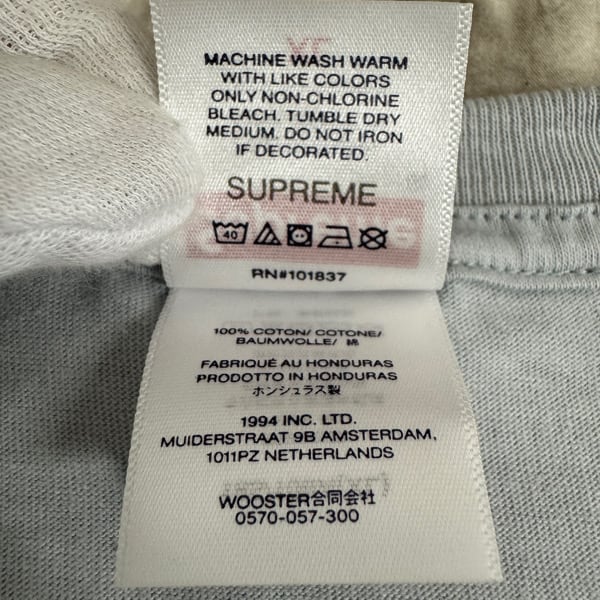 MACHINE WASH WARM
WITH LIKE COLORS
ONLY NON-CHLORINE
BLEACH. TUMBLE DRY
MEDIUM. DO NOT IRON
IF DECORATED.
SUPREME
40
RN#101837
100% COTON/ COTONE/
BAUMWOLLE/ 綿
FABRIQUÉ AU HONDURAS
PRODOTTO IN HONDURAS
ホンジュラス製
1994 INC. LTD.
MUIDERSTRAAT 9B AMSTERDAM,
1011PZ NETHERLANDS
WOOSTER合同会社
0570-057-300